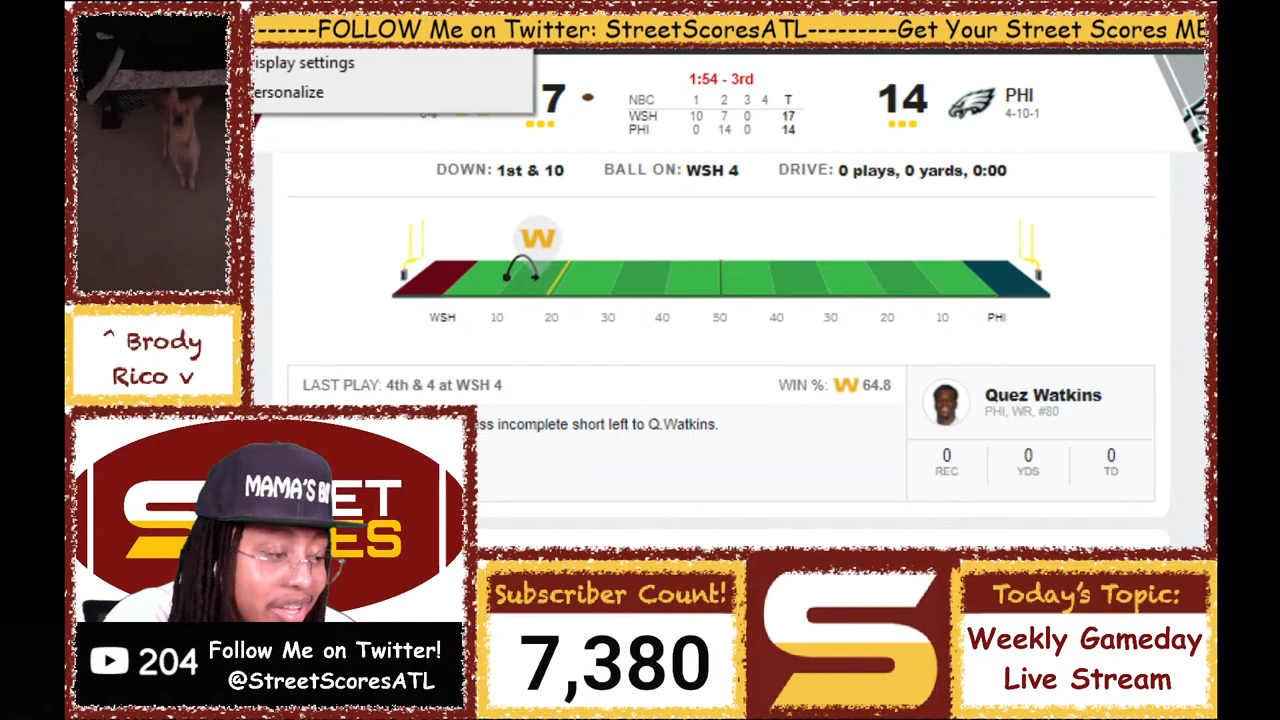 ------FOLLOW Me on Twitter: StreetScoresATL---------Get Your Street Scores ME
isplay settings
ersonalize
7
1:54 - 3rd
NBC 1 2 3 4 T
WSH 10 7 0 17
PHI 0 14 0 14
14
PHI
4-10-1
DOWN: 1st & 10
BALL ON: WSH 4
DRIVE: 0 plays, 0 yards, 0:00
W
WSH 10 20 30 40 50 40 30 20 10 PHI
^ Brody
Rico v
LAST PLAY: 4th & 4 at WSH 4
WIN %: W 64.8
ss incomplete short left to Q.Watkins.
Quez Watkins
PHI, WR, #80
0 0 0
REC YDS TD
MAMA'S BO
S ET
ES
204
Follow Me on Twitter!
@StreetScoresATL
Subscriber Count!
7,380
S
Today's Topic:
Weekly Gameday
Live Stream